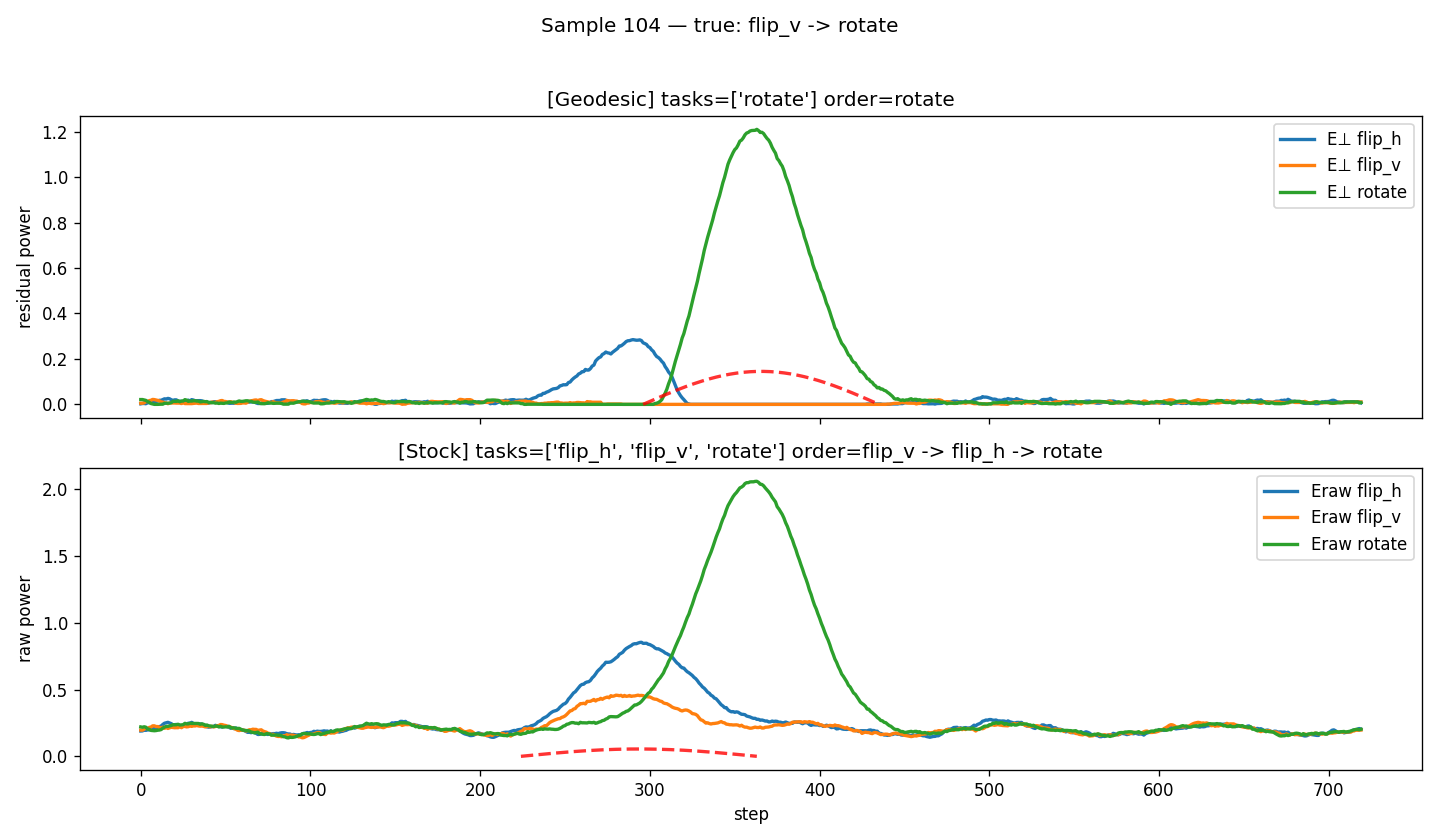 Sample 104 — true: flip_v -> rotate
[Geodesic] tasks=['rotate'] order=rotate
1.2
1.0
0.8
0.6
0.4
0.2
0.0
residual power
E⊥ flip_h
E⊥ flip_v
E⊥ rotate
[Stock] tasks=['flip_h', 'flip_v', 'rotate'] order=flip_v -> flip_h -> rotate
2.0
1.5
1.0
0.5
0.0
raw power
Eraw flip_h
Eraw flip_v
Eraw rotate
0 100 200 300 400 500 600 700
step